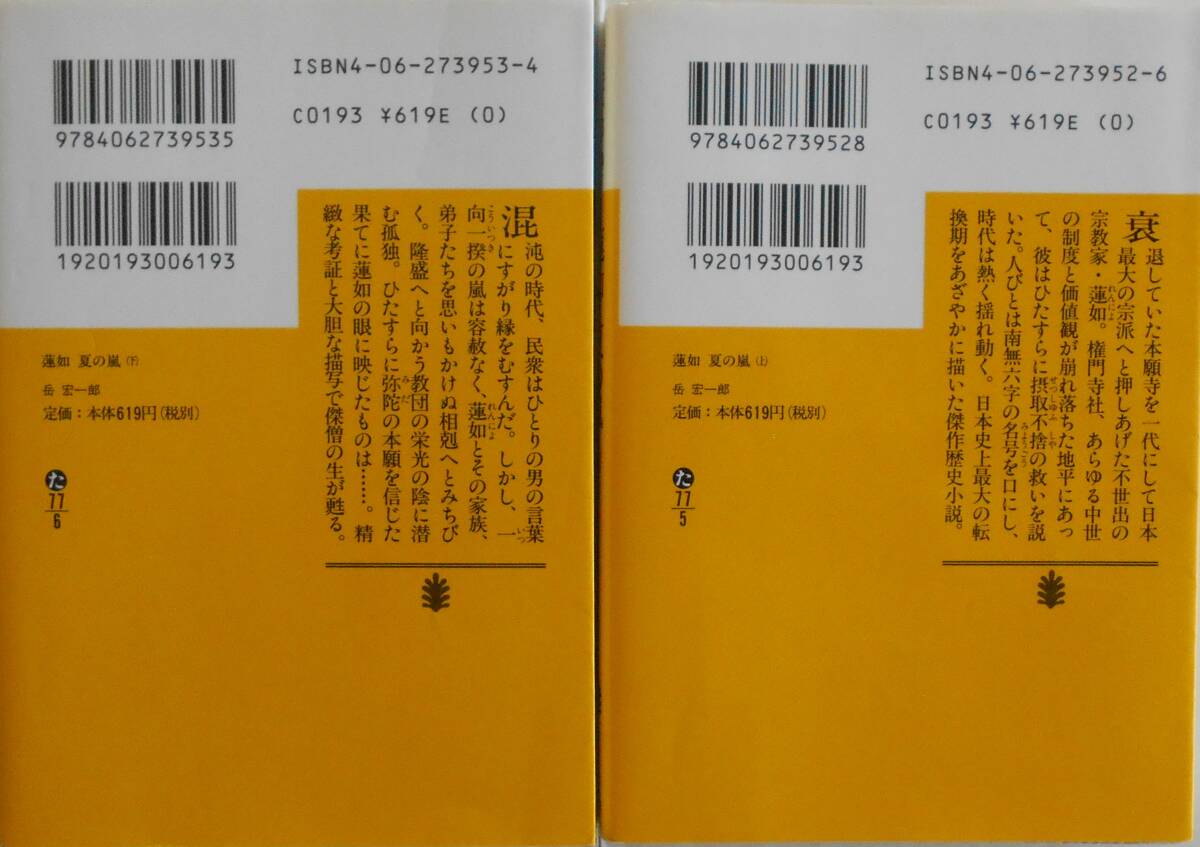 ISBN4-06-273953-4
C0193 ¥619E (0)
9784062739535
1920193006193
混沌の時代、民衆はひとりの男の言葉
にすがり縁をむすんだ。しかし、一
向一揆の嵐は容赦なく、蓮如とその家族、
弟子たちを思いもかけぬ相剋へとみちび
く。隆盛へと向かう教団の栄光の陰に潜
む孤独。ひたすらに弥陀の本願を信じた
果てに蓮如の眼に映じたものは……。精
緻な考証と大胆な描写で傑僧の生が甦る。
蓮如 夏の嵐(下)
岳 宏一郎
定価:本体619円(税別)
た
77
6
ISBN4-06-273952-6
C0193 ¥619E (0)
9784062739528
1920193006193
衰退していた本願寺を一代にして日本
最大の宗派へと押しあげた不世出の
宗教家・蓮如。権門寺社、あらゆる中世
の制度と価値観が崩れ落ちた地平にあっ
て、彼はひたすらに摂取不捨の救いを説
いた。人びとは南無六字の名号を口にし、
時代は熱く揺れ動く。日本史上最大の転
換期をあざやかに描いた傑作歴史小説。
蓮如 夏の嵐(上)
岳 宏一郎
定価:本体619円(税別)
た
77
5